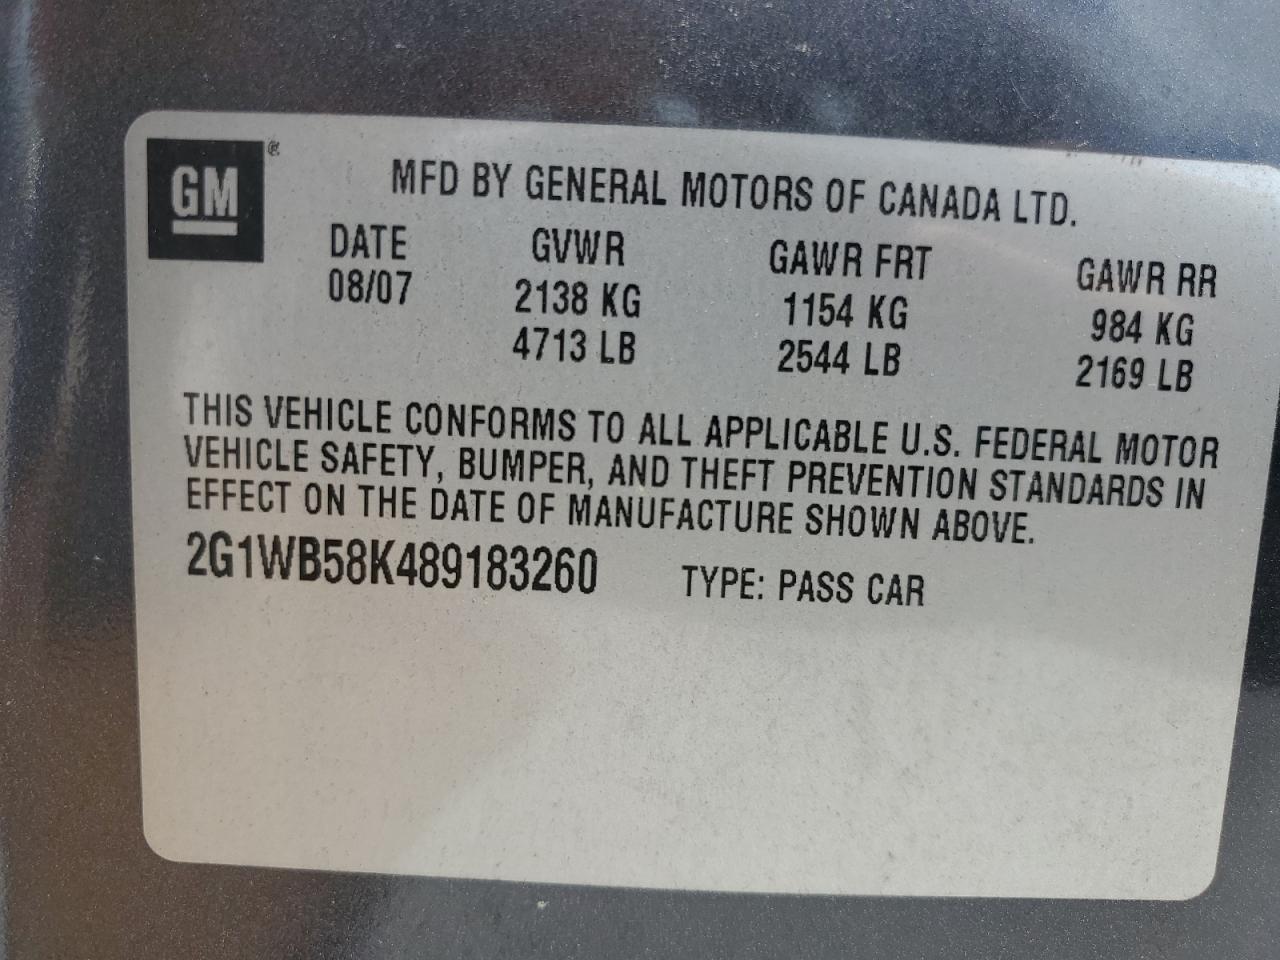 GM®
MFD BY GENERAL MOTORS OF CANADA LTD.
DATE GVWR GAWR FRT GAWR RR
08/07 2138 KG 1154 KG 984 KG
4713 LB 2544 LB 2169 LB
THIS VEHICLE CONFORMS TO ALL APPLICABLE U.S. FEDERAL MOTOR
VEHICLE SAFETY, BUMPER, AND THEFT PREVENTION STANDARDS IN
EFFECT ON THE DATE OF MANUFACTURE SHOWN ABOVE.
2G1WB58K489183260 TYPE: PASS CAR